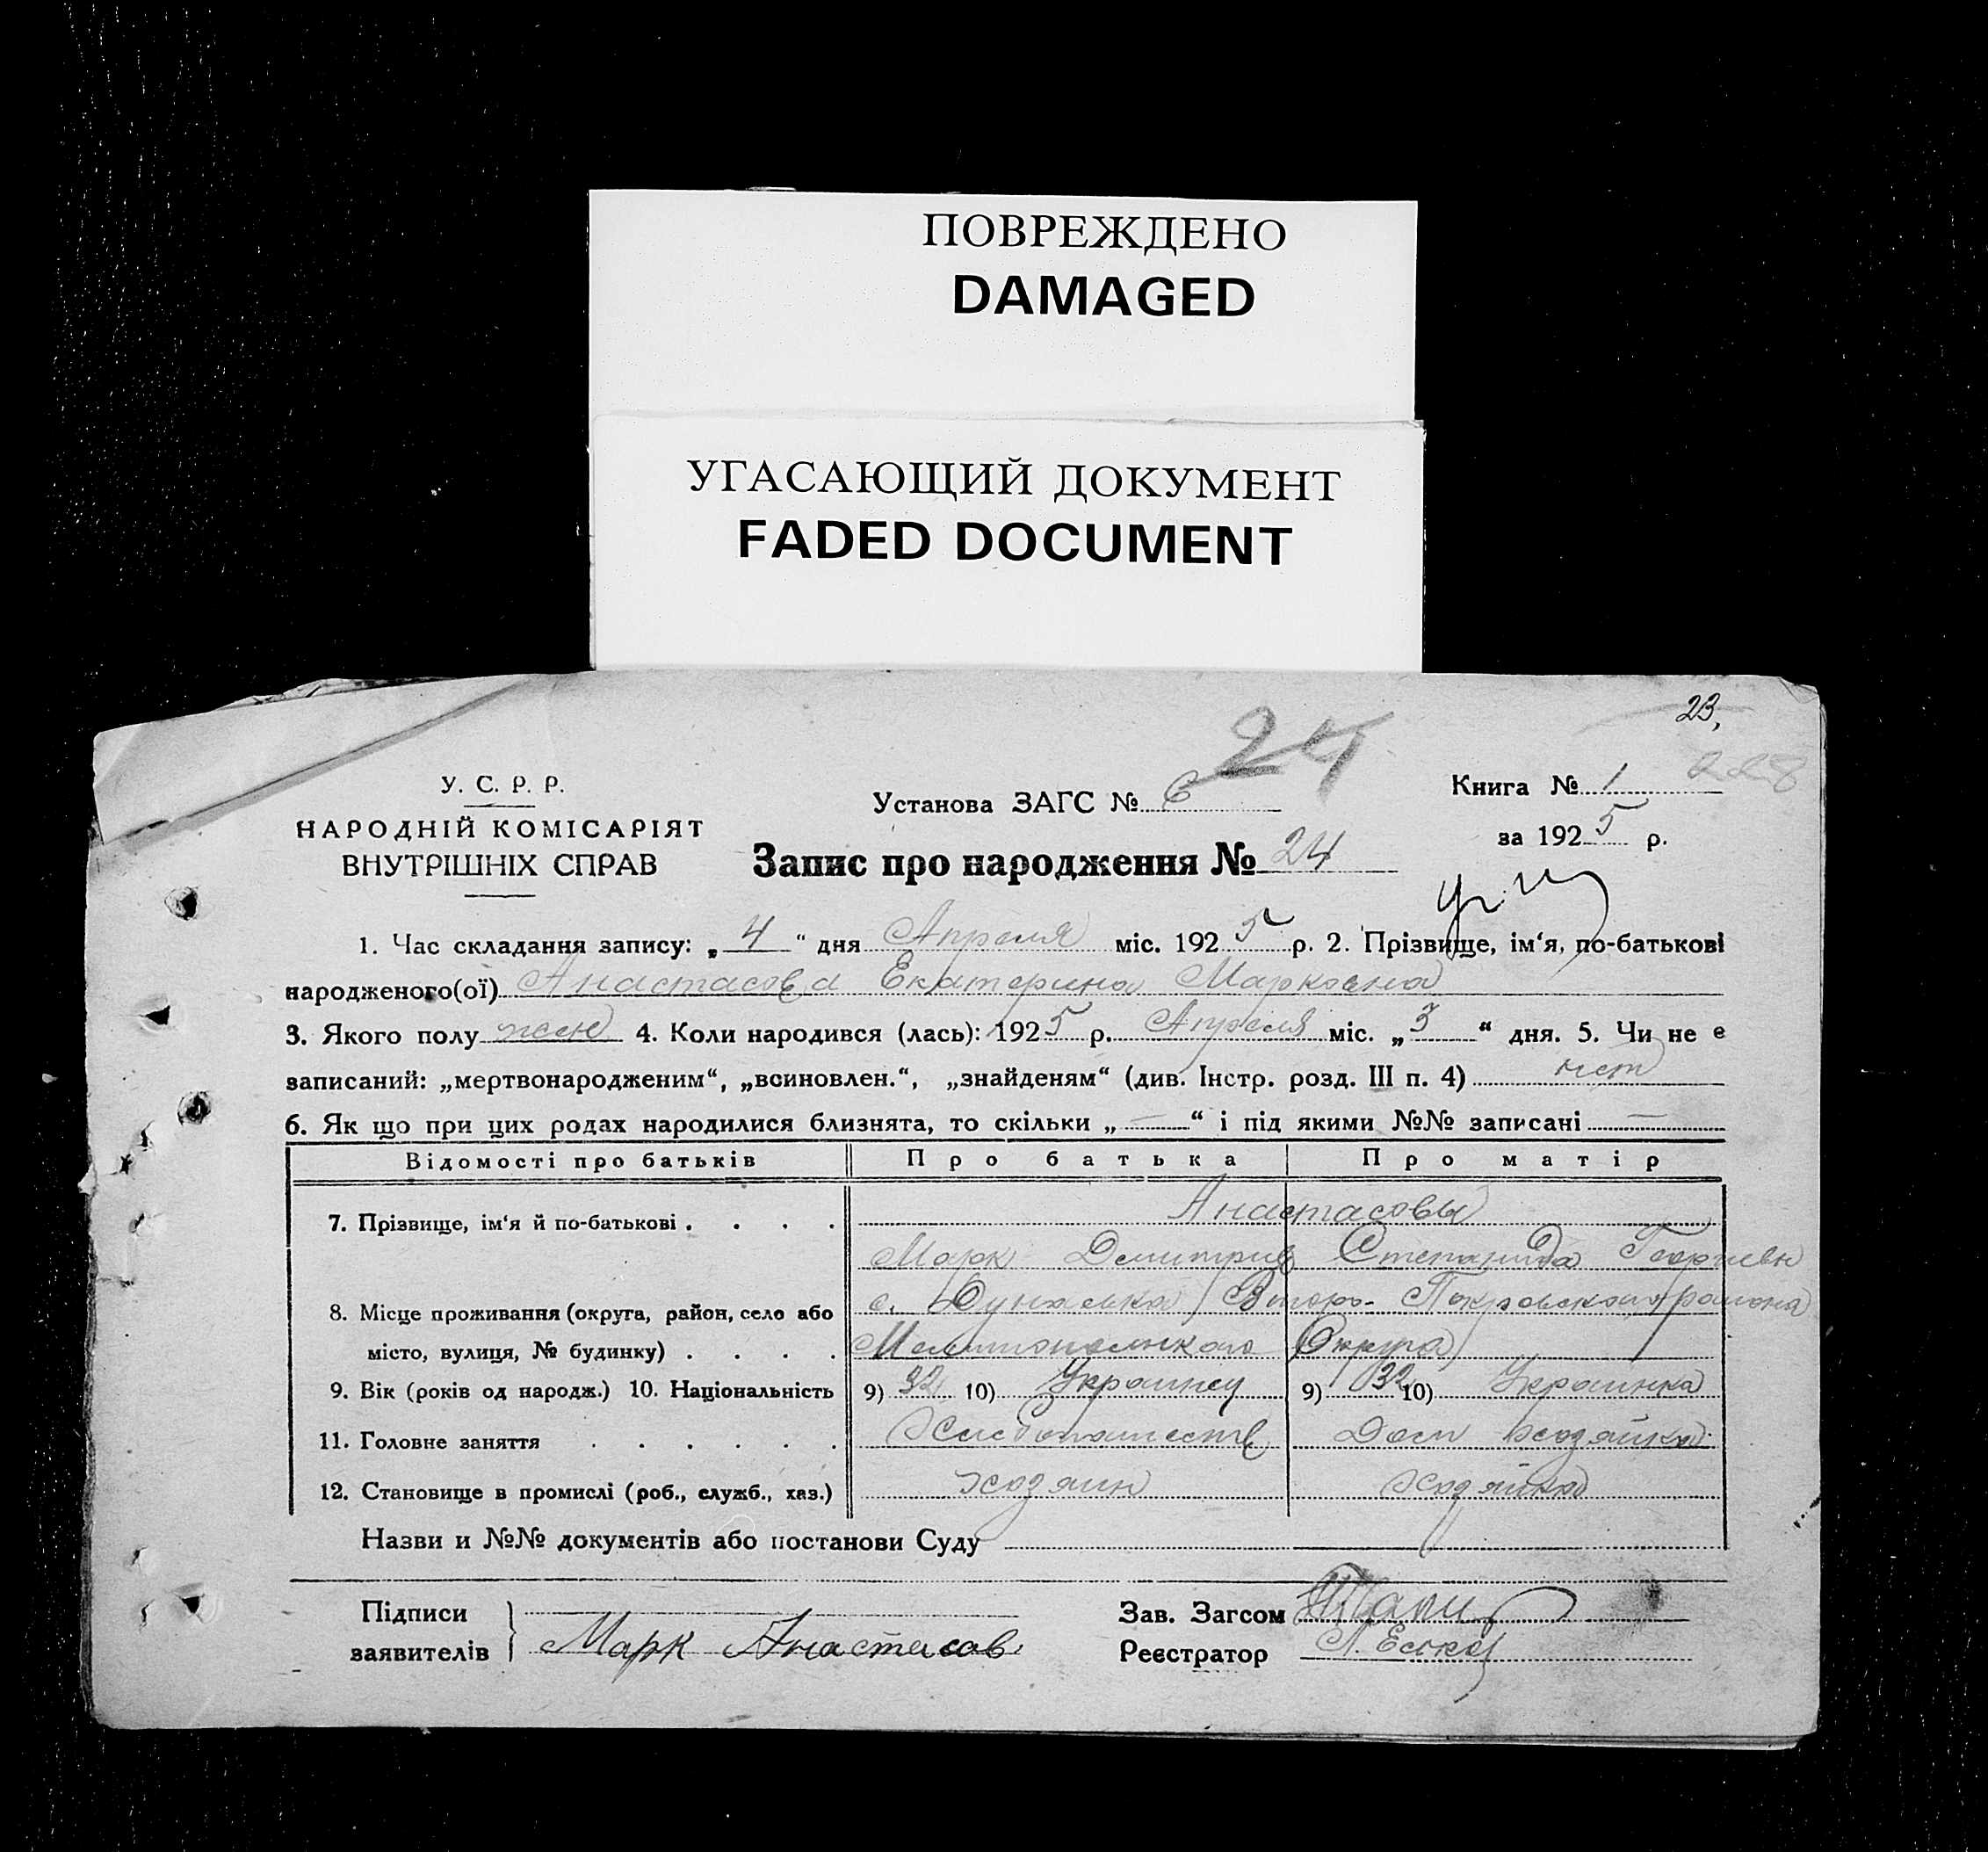 ПОВРЕЖДЕНО
DAMAGED
УГАСАЮЩИЙ ДОКУМЕНТ
FADED DOCUMENT
23,
24
228
У. С. Р. Р.
НАРОДНІЙ КОМІСАРІЯТ
ВНУТРІШНІХ СПРАВ
Установа ЗАГС № 6
Книга № 1
за 1925 р.
Запис про народження № 24
1. Час складання запису: „4“ дня Апреля міс. 1925 р. 2. Прізвище, ім‘я, по-батькові
народженого(ої) Анастасова Екатерина Марковна
3. Якого полу жен 4. Коли народився (лась): 1925 р. Апреля міс. „3“ дня. 5. Чи не е
записаний: „мертвонародженим“, „всиновлен.“, „знайденям“ (див. Інстр. розд. III п. 4) нет
6. Як що при цих родах народилися близнята, то скільки „—“ і під якими №№ записані —
Відомості про батьків Про батька Про матір
7. Прізвище, ім‘я й по-батькові . . . . Анастасовы
Марк Дмитрие Степанида Георгиевн
8. Місце проживання (округа, район, село або с. Дунаевка Второ-Покровского района
місто, вулиця, № будинку) . . . . Мелитопольского Округа
9. Вік (років од народж.) 10. Національність 9) 32 10) Украинец 9) 32 10) Украинка
11. Головне заняття . . . . . . Хлебопашеств Дом хозяйка
12. Становище в промислі (роб., служб., хаз.) хозяин хозяйка
Назви и №№ документів або постанови Суду
Підписи
заявителів Марк Анастасов
Зав. Загсом
Реєстратор